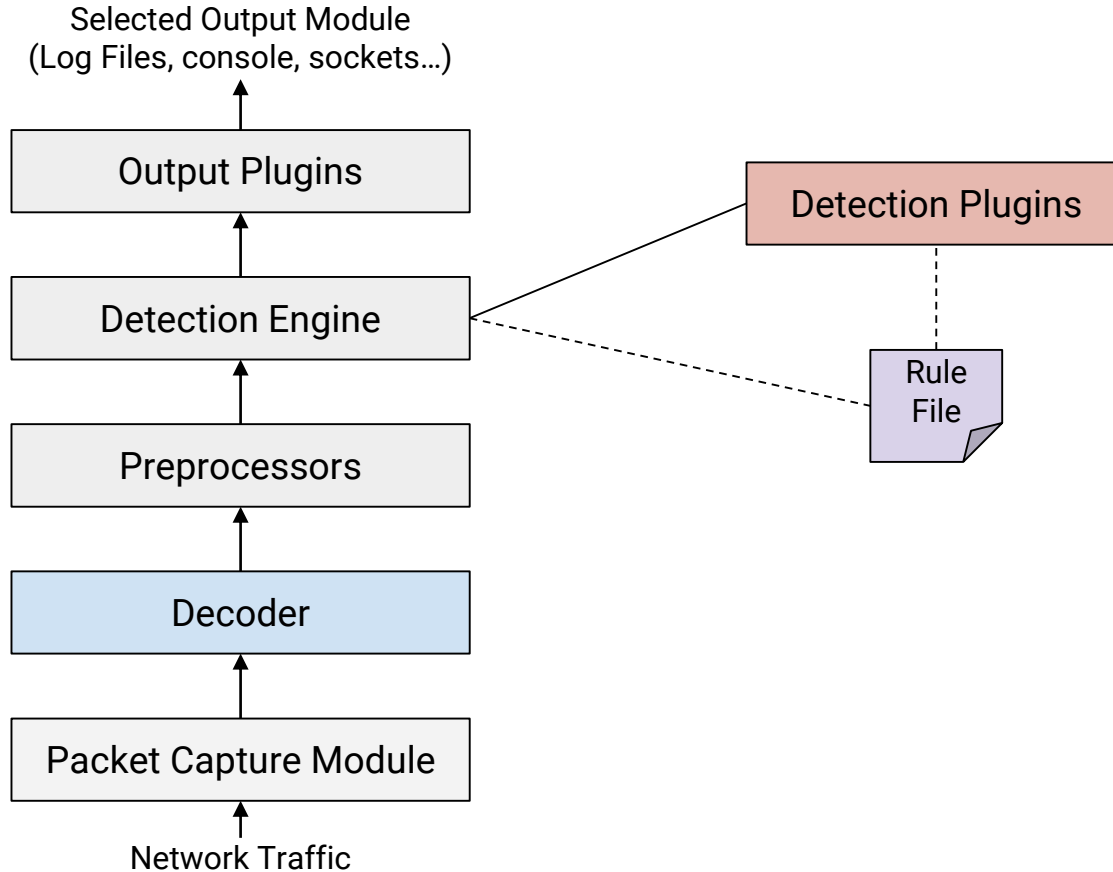 Selected Output Module
(Log Files, console, sockets…)
Output Plugins
Detection Plugins
Detection Engine
Rule
File
Preprocessors
Decoder
Packet Capture Module
Network Traffic